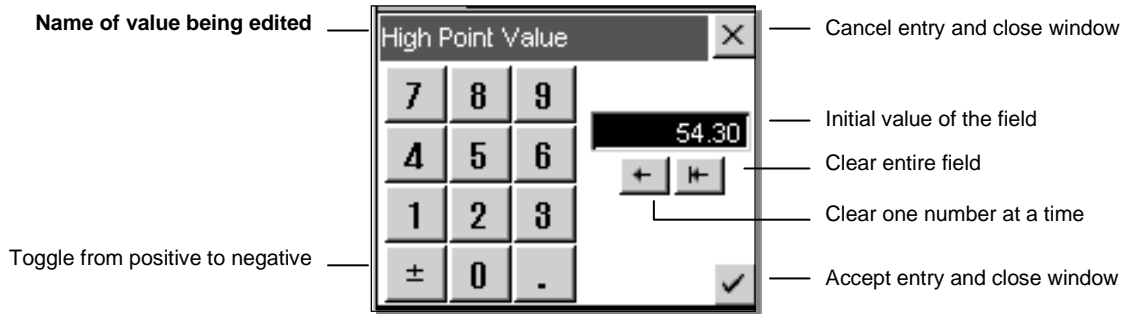 Name of value being edited
High Point Value
Cancel entry and close window
7 8 9
54.30
Initial value of the field
4 5 6
Clear entire field
1 2 3
Clear one number at a time
Toggle from positive to negative
± 0 .
Accept entry and close window